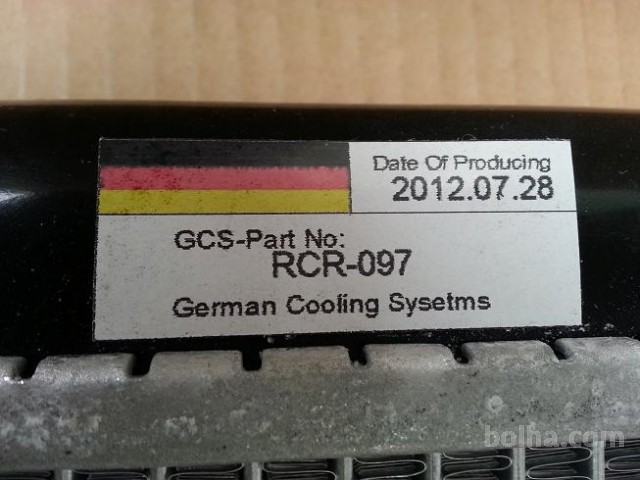 Date Of Producing
2012.07.28
GCS-Part No:
RCR-097
German Cooling Sysetms
bolha.com